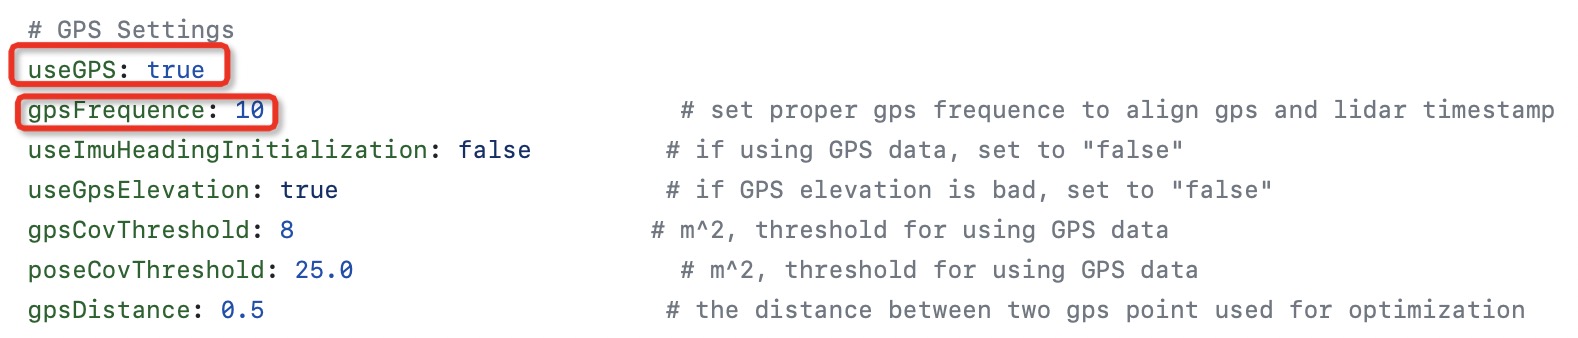 # GPS Settings
useGPS: true
gpsFrequence: 10 # set proper gps frequence to align gps and lidar timestamp
useImuHeadingInitialization: false # if using GPS data, set to "false"
useGpsElevation: true # if GPS elevation is bad, set to "false"
gpsCovThreshold: 8 # m^2, threshold for using GPS data
poseCovThreshold: 25.0 # m^2, threshold for using GPS data
gpsDistance: 0.5 # the distance between two gps point used for optimization